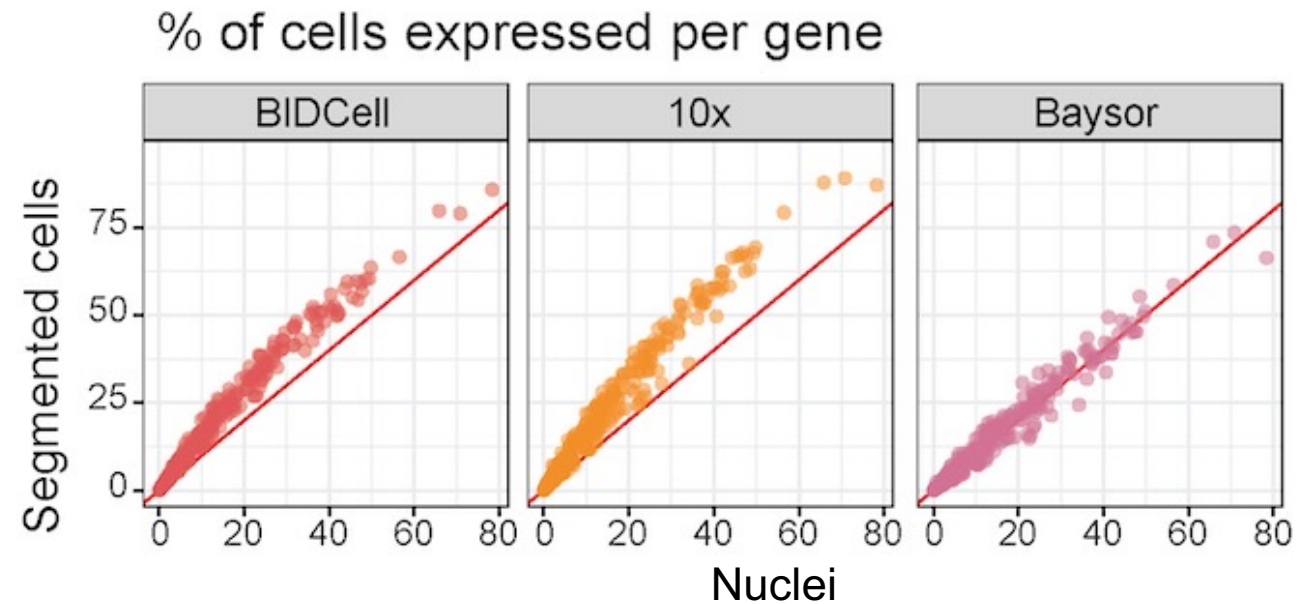 % of cells expressed per gene
BIDCell 10x Baysor
Segmented cells
75
50
25
0
0 20 40 60 80 0 20 40 60 80 0 20 40 60 80
Nuclei